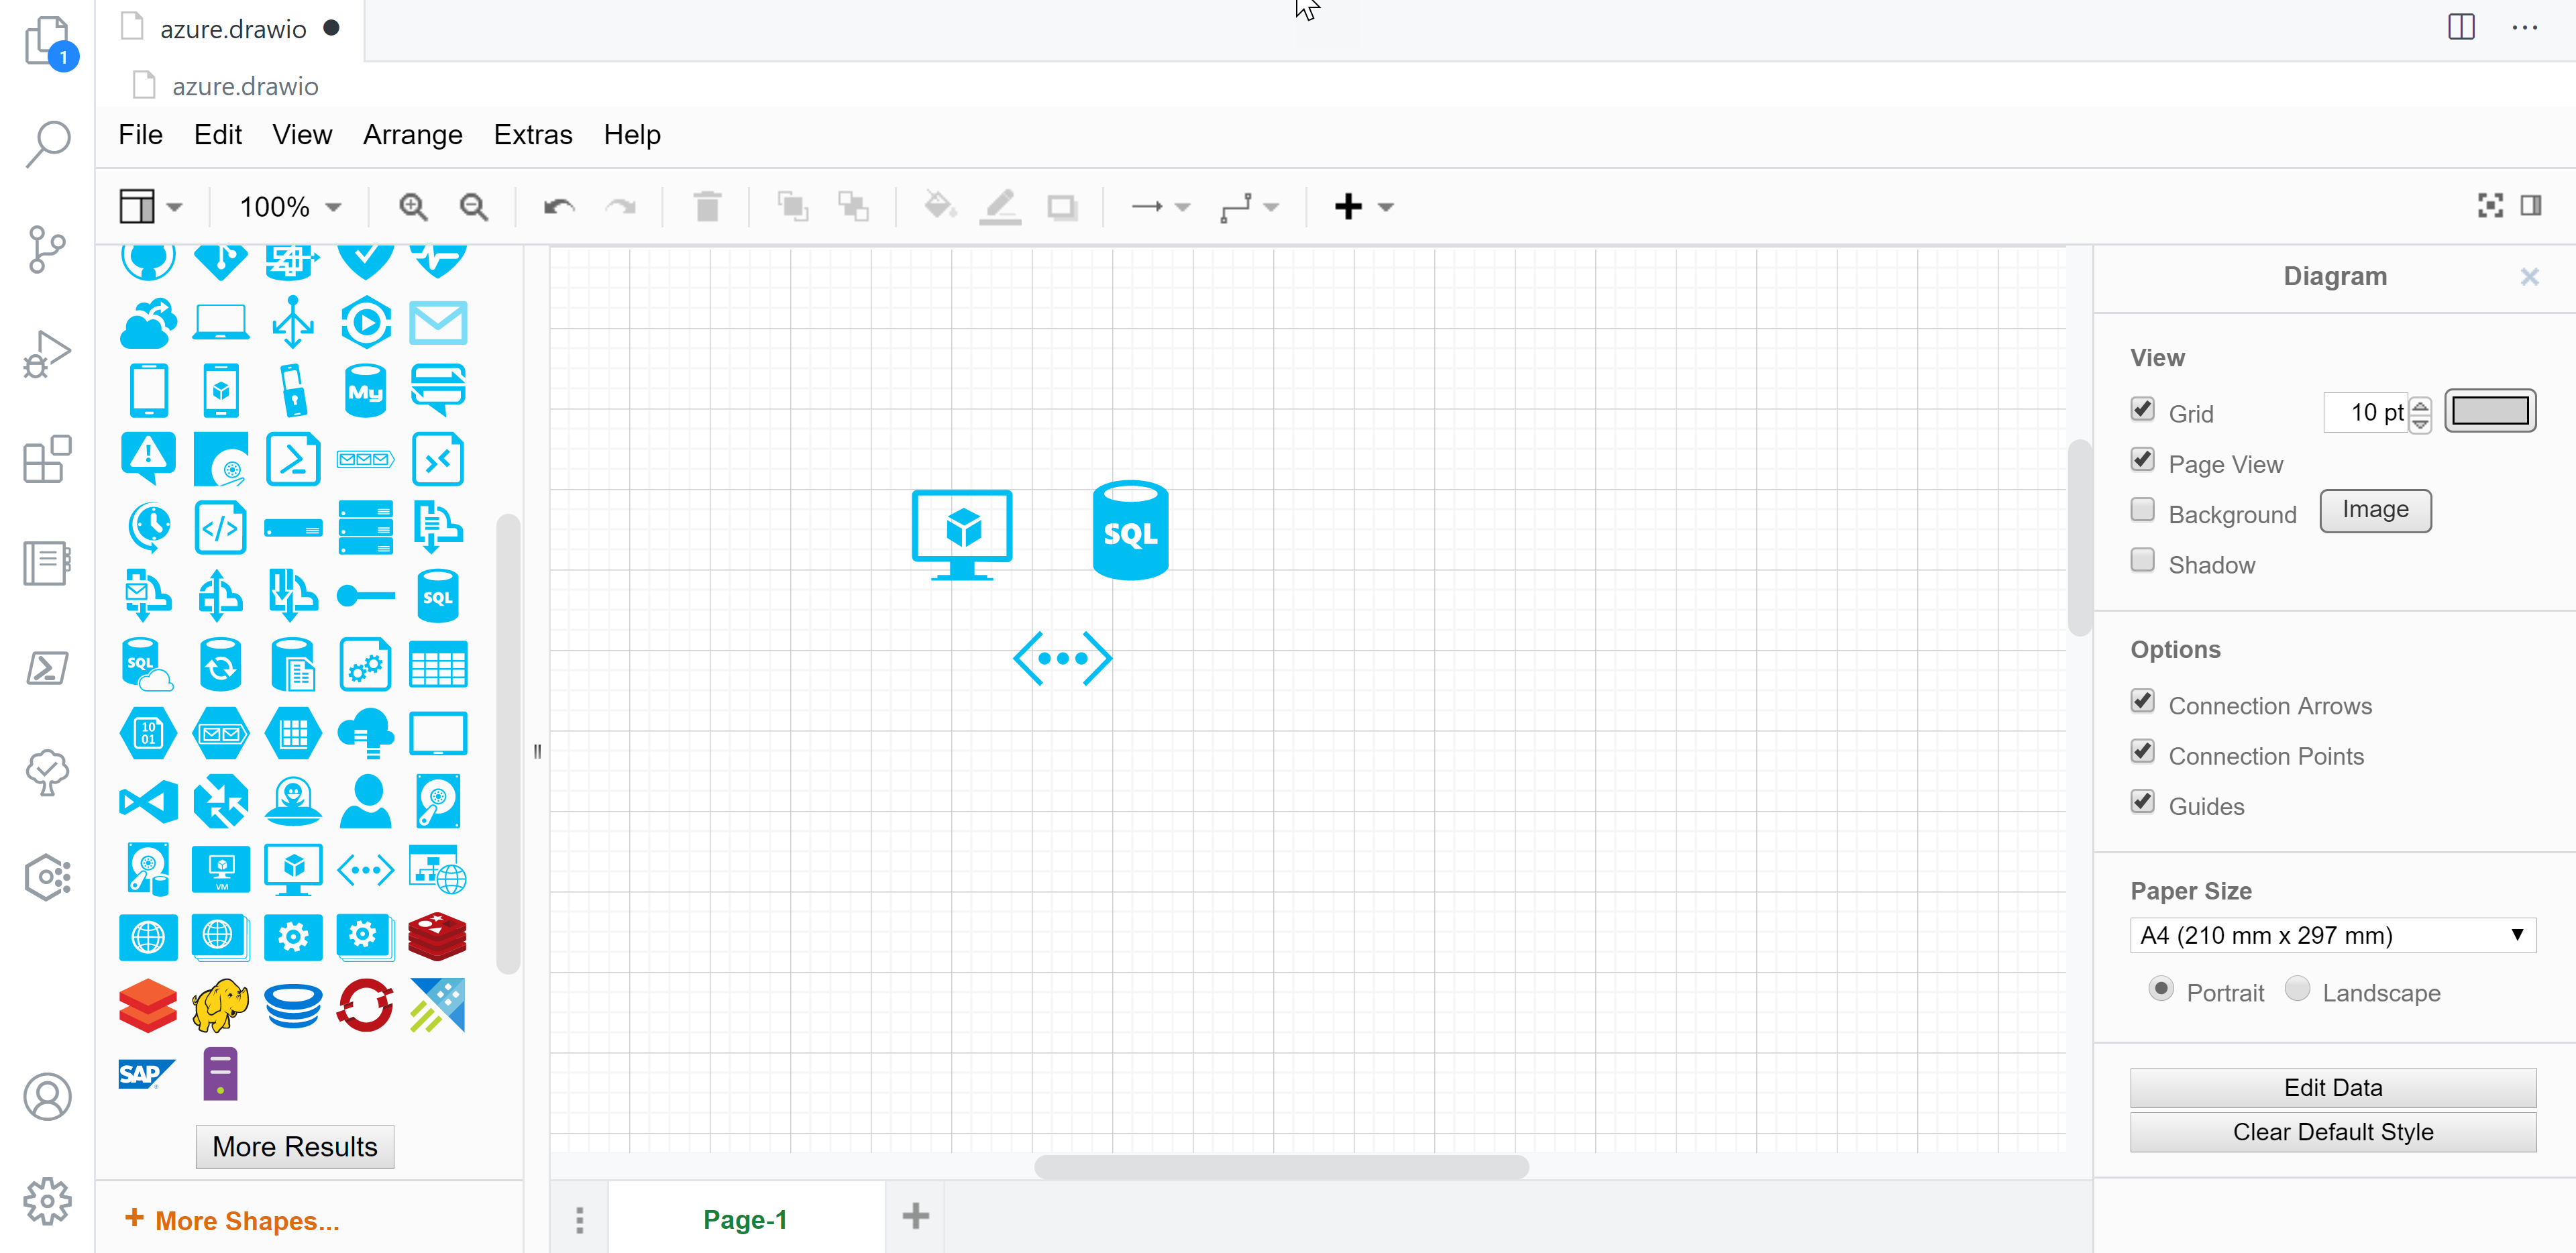 azure.drawio
1
azure.drawio
File Edit View Arrange Extras Help
100%
Diagram
View
Grid 10 pt
Page View
Background Image
Shadow
Options
Connection Arrows
Connection Points
Guides
Paper Size
A4 (210 mm x 297 mm)
Portrait Landscape
Edit Data
Clear Default Style
My
</>
SQL
SQL
10
01
VM
SAP
More Results
More Shapes...
SQL
Page-1